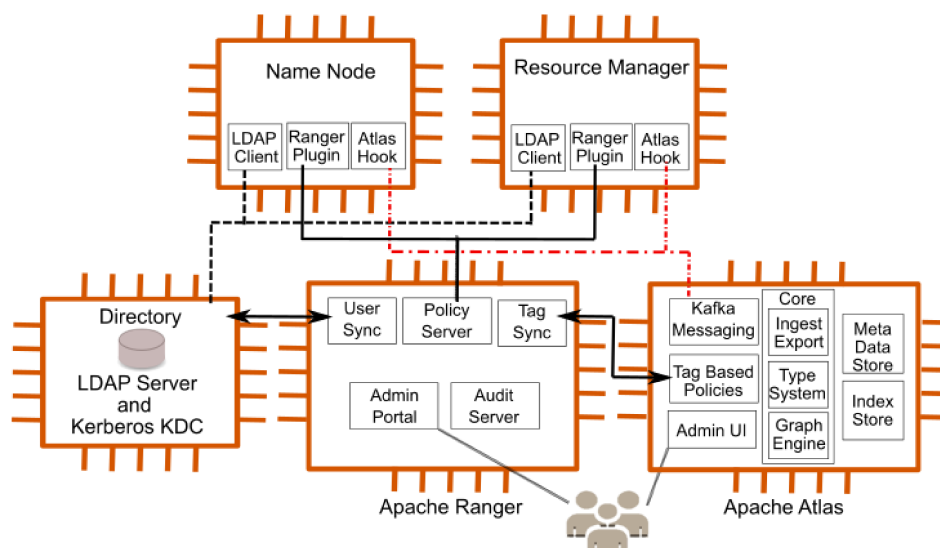 Name Node
LDAP
Client
Ranger
Plugin
Atlas
Hook
Resource Manager
LDAP
Client
Ranger
Plugin
Atlas
Hook
Directory
LDAP Server
and
Kerberos KDC
User
Sync
Policy
Server
Tag
Sync
Admin
Portal
Audit
Server
Apache Ranger
Kafka
Messaging
Tag Based
Policies
Admin UI
Core
Ingest
Export
Type
System
Graph
Engine
Meta
Data
Store
Index
Store
Apache Atlas